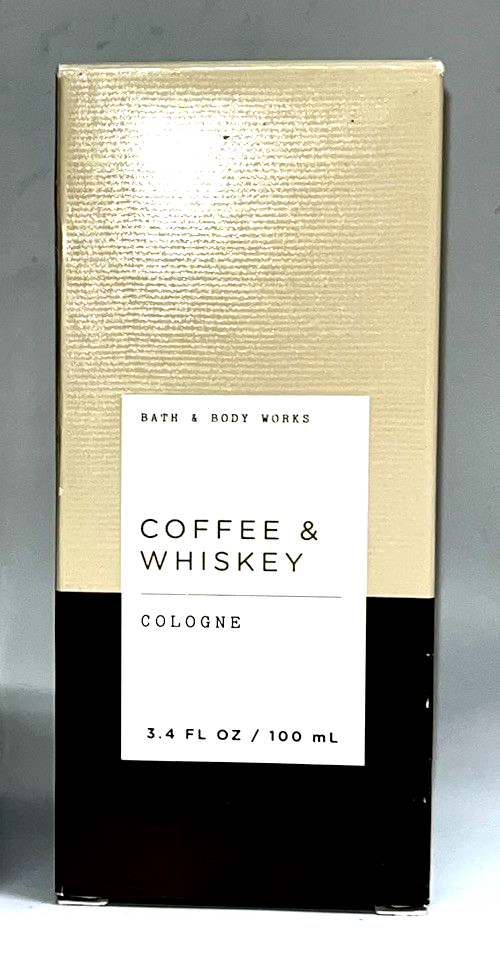 BATH & BODY WORKS
COFFEE &
WHISKEY
COLOGNE
3.4 FL OZ / 100 mL